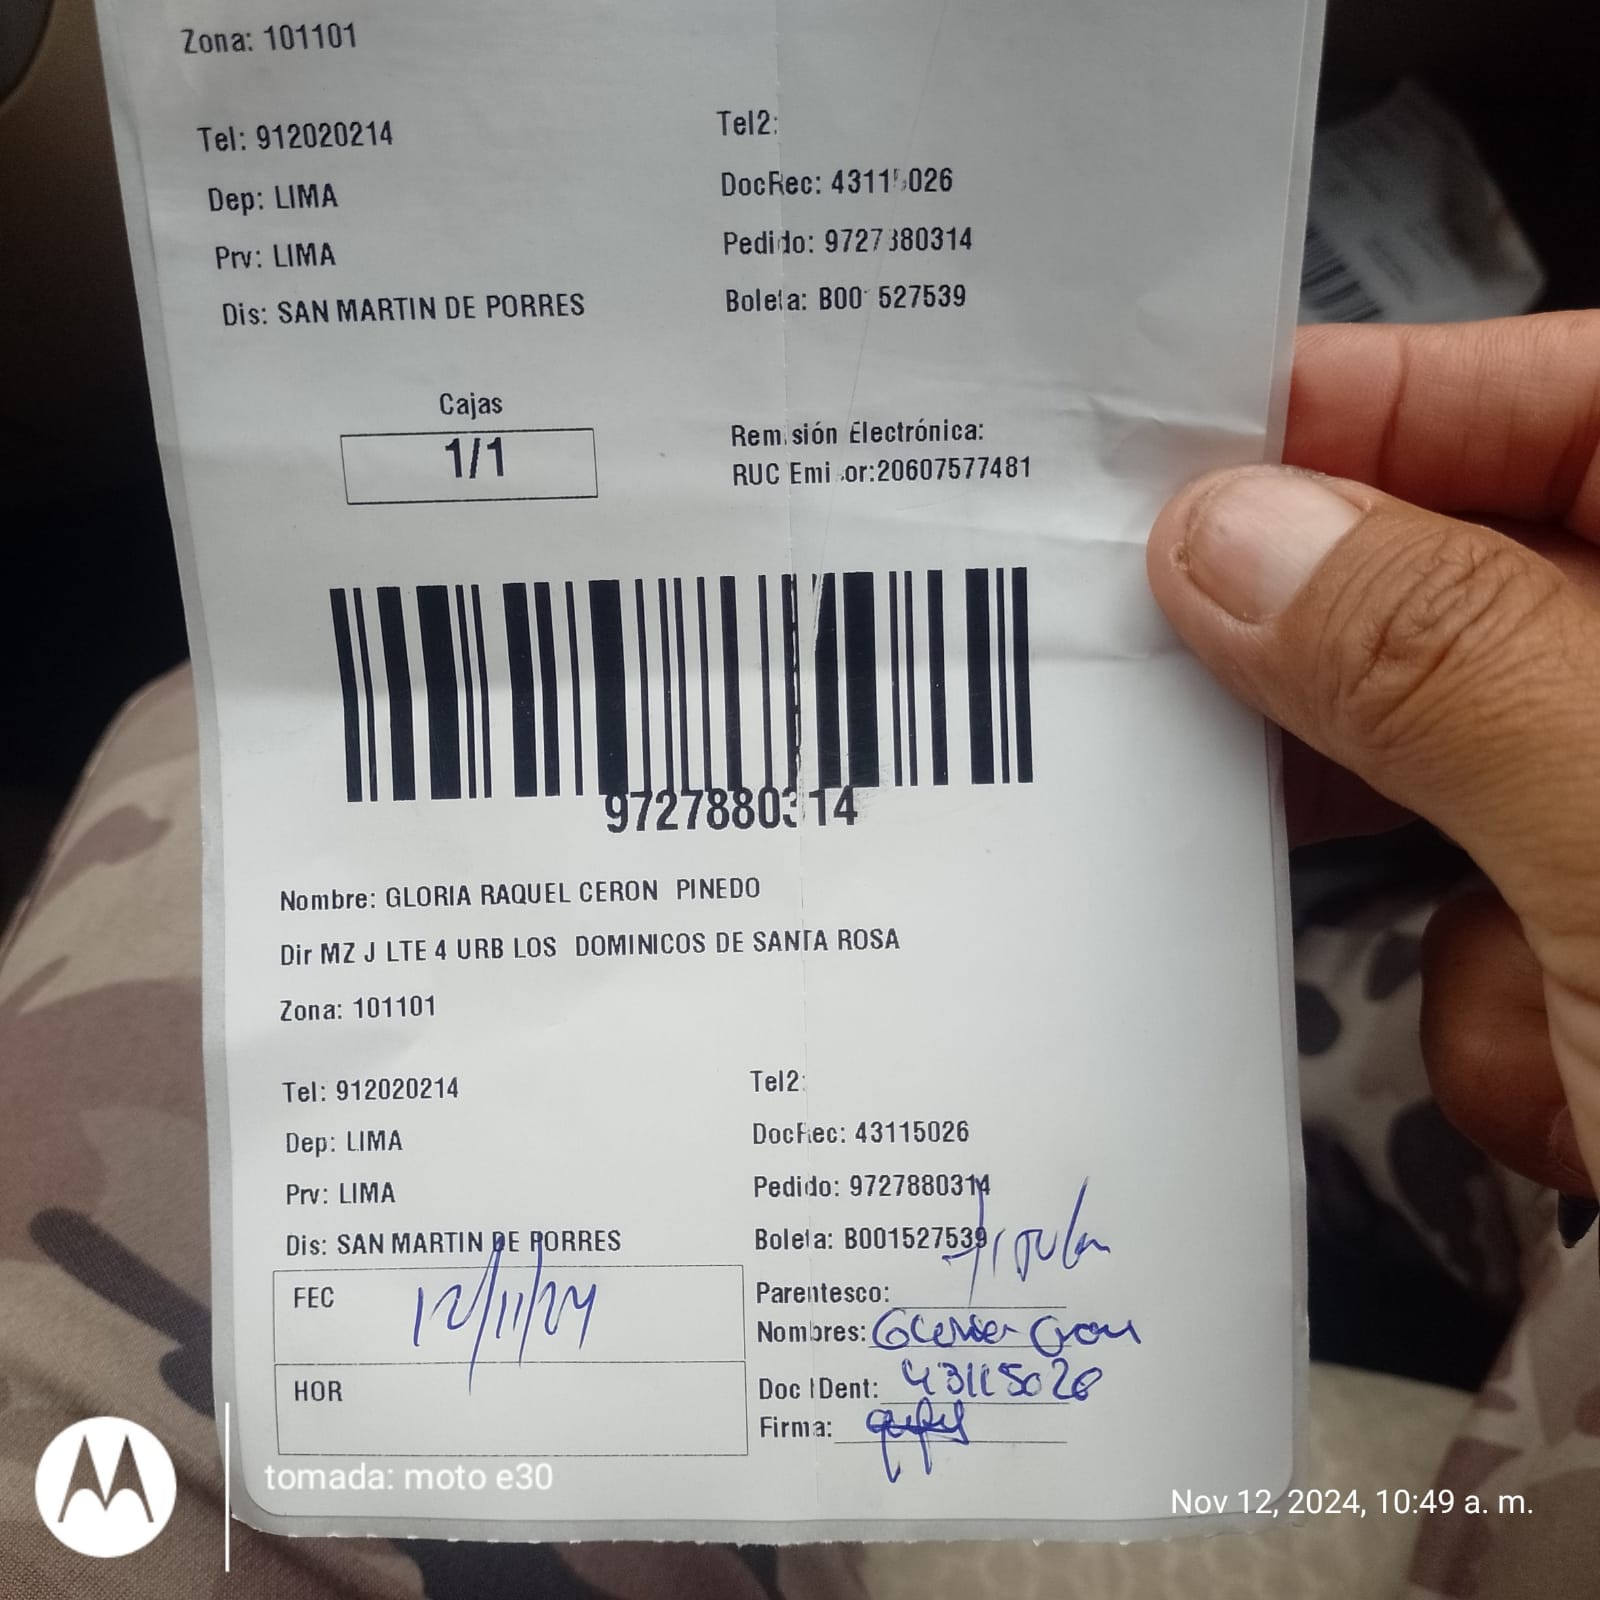 Zona: 101101
Tel: 912020214
Tel2:
Dep: LIMA
DocRec: 43115026
Prv: LIMA
Pedido: 9727880314
Dis: SAN MARTIN DE PORRES
Boleta: B001527539
Cajas
1/1
Remisión Electrónica:
RUC Emisor:20607577481
9727880314
Nombre: GLORIA RAQUEL CERON PINEDO
Dir MZ J LTE 4 URB LOS DOMINICOS DE SANTA ROSA
Zona: 101101
Tel: 912020214
Tel2:
Dep: LIMA
DocRec: 43115026
Prv: LIMA
Pedido: 9727880314
Dis: SAN MARTIN DE PORRES
Boleta: B001527539
FEC 12/11/24
Parentesco:
Nombres:
HOR
Doc IDent: 43115026
Firma:
tomada: moto e30
Nov 12, 2024, 10:49 a. m.